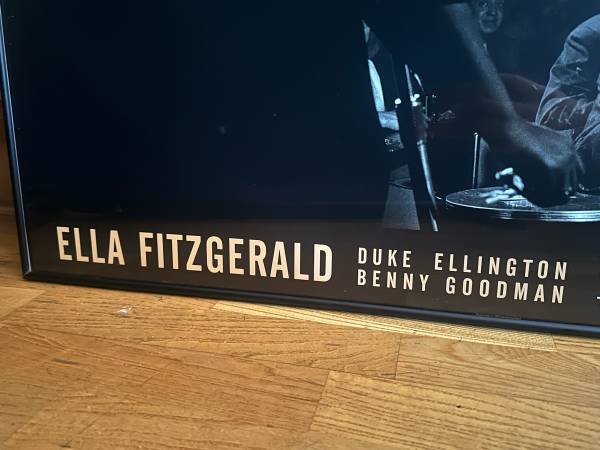 ELLA FITZGERALD
DUKE ELLINGTON
BENNY GOODMAN